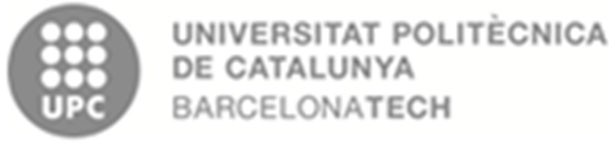 UPC
UNIVERSITAT POLITÈCNICA
DE CATALUNYA
BARCELONATECH